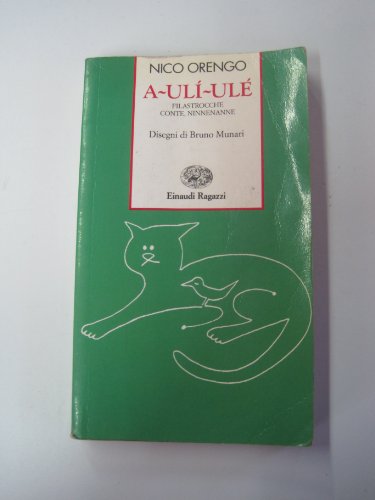 NICO ORENGO
A~ULÍ~ULÉ
FILASTROCCHE
CONTE, NINNENANNE
Disegni di Bruno Munari
Einaudi Ragazzi